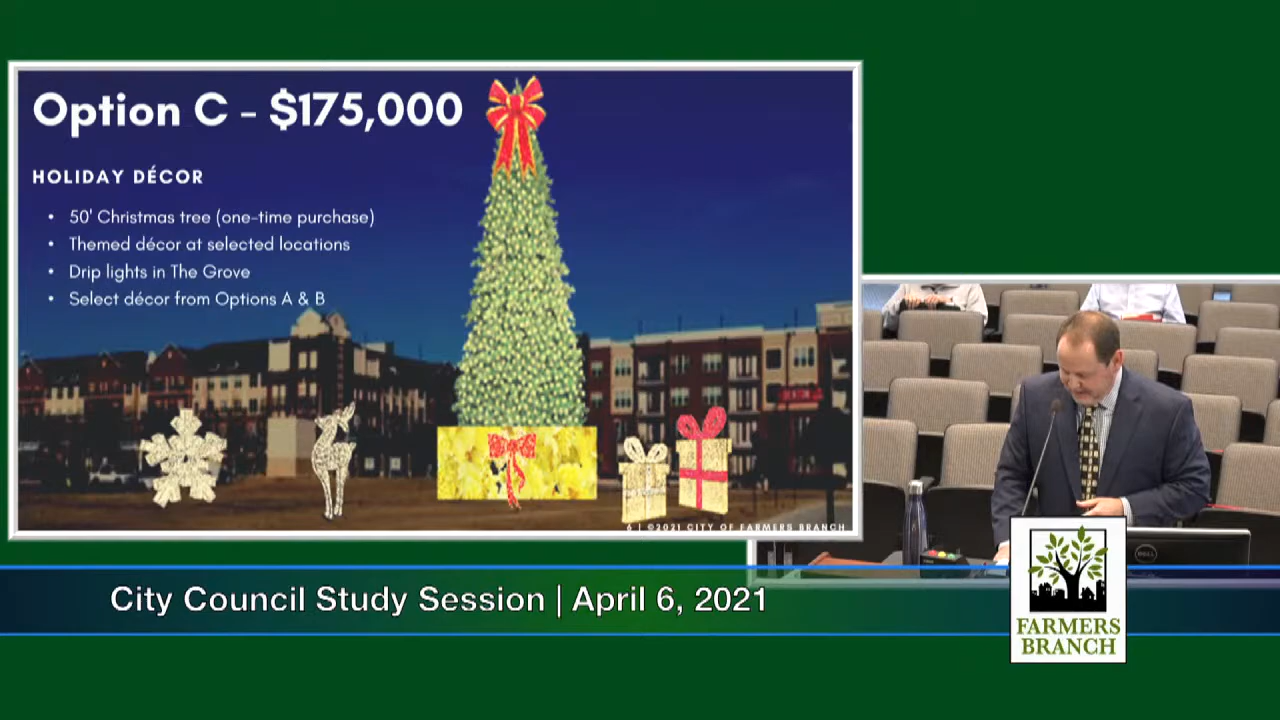 Option C - $175,000
HOLIDAY DÉCOR
• 50' Christmas tree (one-time purchase)
• Themed décor at selected locations
• Drip lights in The Grove
• Select décor from Options A & B
6 | ©2021 CITY OF FARMERS BRANCH
DELL
City Council Study Session | April 6, 2021
FARMERS
BRANCH